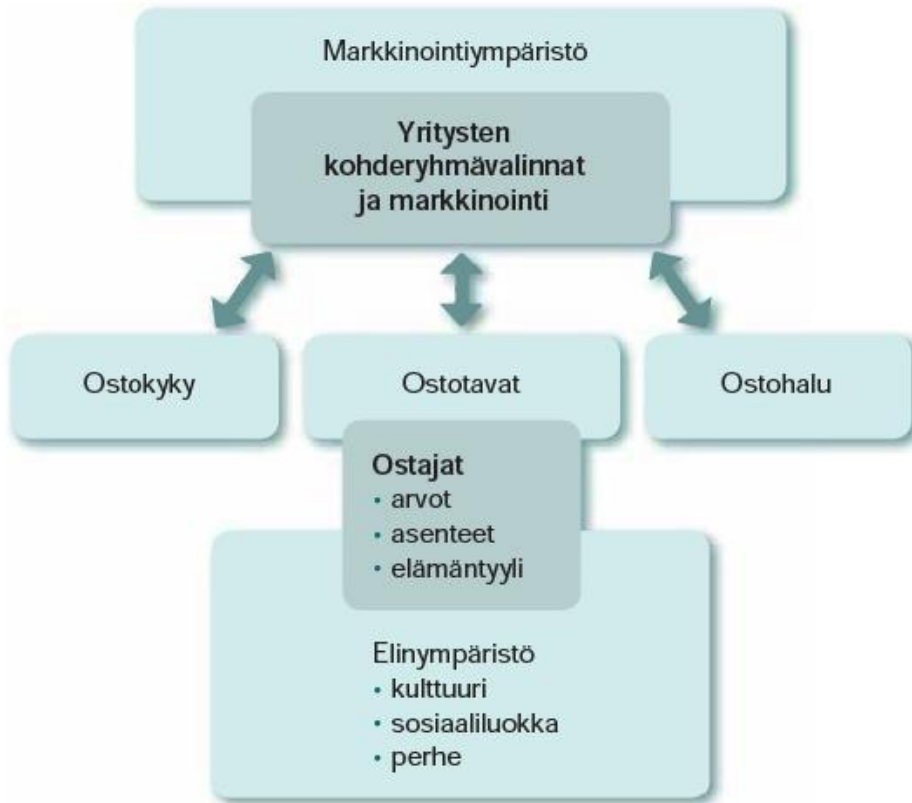 Markkinointiympäristö
Yritysten
kohderyhmävalinnat
ja markkinointi
Ostokyky
Ostotavat
Ostohalu
Ostajat
• arvot
• asenteet
• elämäntyyli
Elinympäristö
• kulttuuri
• sosiaaliluokka
• perhe